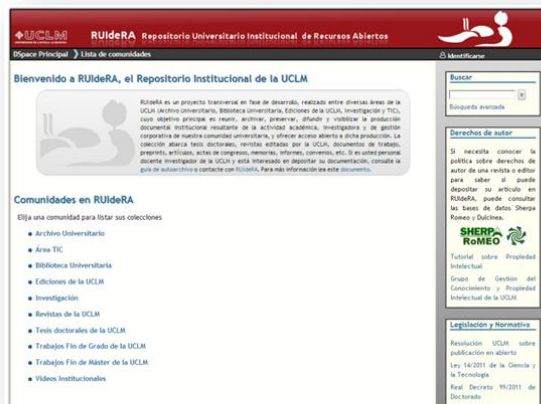 UCLM
RUIdeRA Repositorio Universitario Institucional de Recursos Abiertos
DSpace Principal ❯ Lista de comunidades
Identificarse
Bienvenido a RUIdeRA, el Repositorio Institucional de la UCLM
RUIdeRA es un proyecto transversal en fase de desarrollo, realizado entre diversas áreas de la
UCLM (Archivo Universitario, Biblioteca Universitaria, Ediciones de la UCLM, Investigación y TIC),
cuyo objetivo principal es reunir, archivar, preservar, difundir y visibilizar la producción
documental institucional resultante de la actividad académica, investigadora y de gestión
corporativa de nuestra comunidad universitaria, y ofrecer acceso abierto a dicha producción. La
colección abarca tesis doctorales, revistas editadas por la UCLM, documentos de trabajo,
preprints, artículos, actas de congresos, memorias, informes, convenios, etc. Si es usted personal
docente investigador de la UCLM y está interesado en depositar su documentación, consulte la
guía de autoarchivo o contacte con RUIdeRA. Para más información lea este documento.
Comunidades en RUIdeRA
Elija una comunidad para listar sus colecciones
Archivo Universitario
Área TIC
Biblioteca Universitaria
Ediciones de la UCLM
Investigación
Revistas de la UCLM
Tesis doctorales de la UCLM
Trabajos Fin de Grado de la UCLM
Trabajos Fin de Máster de la UCLM
Videos Institucionales
Buscar
Búsqueda avanzada
Derechos de autor
Si necesita conocer la
política sobre derechos de
autor de una revista o editor
para saber si puede
depositar su artículo en
RUIdeRA, puede consultar
las bases de datos Sherpa
Romeo y Dulcinea.
SHERPA
RoMEO
Tutorial sobre Propiedad
Intelectual
Grupo de Gestión del
Conocimiento y Propiedad
Intelectual de la UCLM
Legislación y Normativa
Resolución UCLM sobre
publicación en abierto
Ley 14/2011 de la Ciencia y
la Tecnología
Real Decreto 99/2011 de
Doctorado